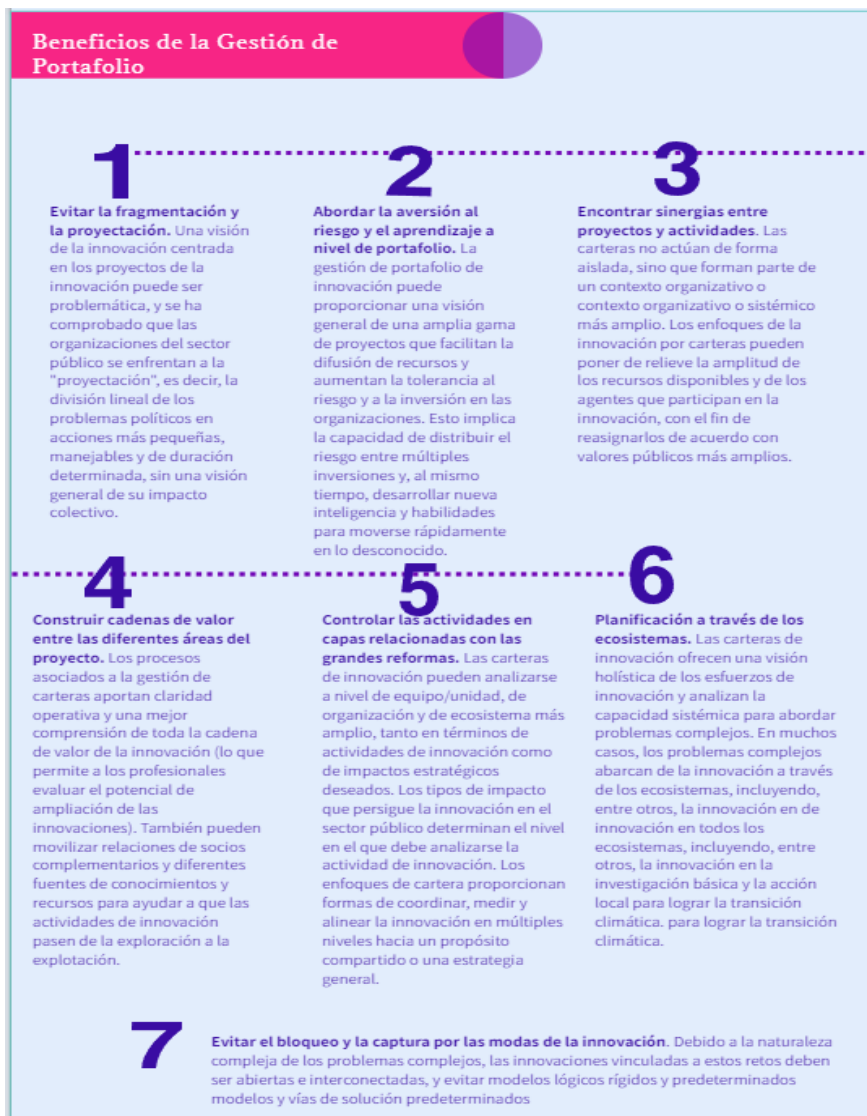 Beneficios de la Gestión de
Portafolio
1
Evitar la fragmentación y
la proyectación. Una visión
de la innovación centrada
en los proyectos de la
innovación puede ser
problemática, y se ha
comprobado que las
organizaciones del sector
público se enfrentan a la
"proyectación", es decir, la
división lineal de los
problemas políticos en
acciones más pequeñas,
manejables y de duración
determinada, sin una visión
general de su impacto
colectivo.
2
Abordar la aversión al
riesgo y el aprendizaje a
nivel de portafolio. La
gestión de portafolio de
innovación puede
proporcionar una visión
general de una amplia gama
de proyectos que facilitan la
difusión de recursos y
aumentan la tolerancia al
riesgo y a la inversión en las
organizaciones. Esto implica
la capacidad de distribuir el
riesgo entre múltiples
inversiones y, al mismo
tiempo, desarrollar nueva
inteligencia y habilidades
para moverse rápidamente
en lo desconocido.
3
Encontrar sinergias entre
proyectos y actividades. Las
carteras no actúan de forma
aislada, sino que forman parte de
un contexto organizativo o
contexto organizativo o sistémico
más amplio. Los enfoques de la
innovación por carteras pueden
poner de relieve la amplitud de
los recursos disponibles y de los
agentes que participan en la
innovación, con el fin de
reasignarlos de acuerdo con
valores públicos más amplios.
4
Construir cadenas de valor
entre las diferentes áreas del
proyecto. Los procesos
asociados a la gestión de
carteras aportan claridad
operativa y una mejor
comprensión de toda la cadena
de valor de la innovación (lo que
permite a los profesionales
evaluar el potencial de
ampliación de las
innovaciones). También pueden
movilizar relaciones de socios
complementarios y diferentes
fuentes de conocimientos y
recursos para ayudar a que las
actividades de innovación
pasen de la exploración a la
explotación.
5
Controlar las actividades en
capas relacionadas con las
grandes reformas. Las carteras
de innovación pueden analizarse
a nivel de equipo/unidad, de
organización y de ecosistema más
amplio, tanto en términos de
actividades de innovación como
de impactos estratégicos
deseados. Los tipos de impacto
que persigue la innovación en el
sector público determinan el nivel
en el que debe analizarse la
actividad de innovación. Los
enfoques de cartera proporcionan
formas de coordinar, medir y
alinear la innovación en múltiples
niveles hacia un propósito
compartido o una estrategia
general.
6
Planificación a través de los
ecosistemas. Las carteras de
innovación ofrecen una visión
holística de los esfuerzos de
innovación y analizan la
capacidad sistémica para abordar
problemas complejos. En muchos
casos, los problemas complejos
abarcan de la innovación a través
de los ecosistemas, incluyendo,
entre otros, la innovación en de
innovación en todos los
ecosistemas, incluyendo, entre
otros, la innovación en la
investigación básica y la acción
local para lograr la transición
climática. para lograr la transición
climática.
7
Evitar el bloqueo y la captura por las modas de la innovación. Debido a la naturaleza
compleja de los problemas complejos, las innovaciones vinculadas a estos retos deben
ser abiertas e interconectadas, y evitar modelos lógicos rígidos y predeterminados
modelos y vías de solución predeterminados